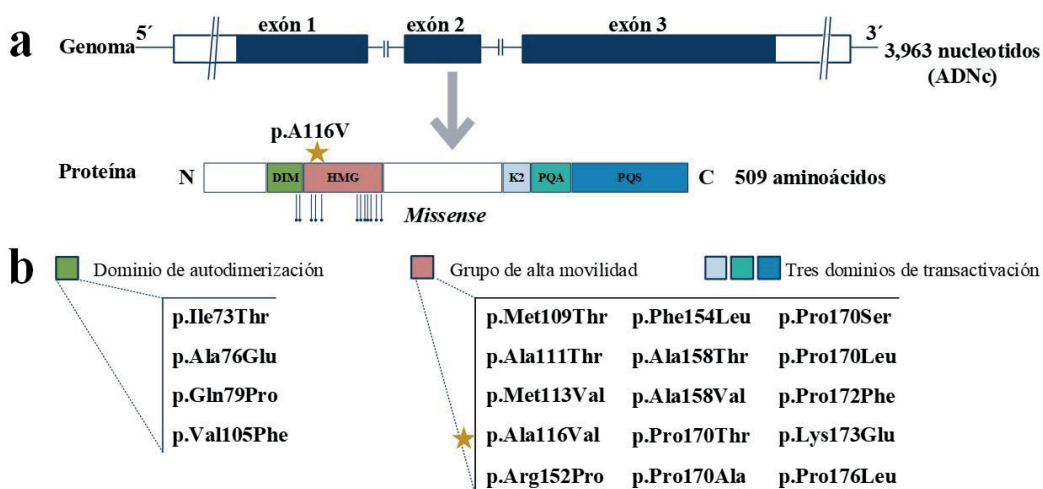 a
Genoma
5´
exón 1
exón 2
exón 3
3´
3,963 nucleotidos
(ADNc)
p.A116V
Proteína
N
DIM
HMG
K2
PQA
PQS
C
509 aminoácidos
Missense
b
Dominio de autodimerización
Grupo de alta movilidad
Tres dominios de transactivación
p.Ile73Thr
p.Ala76Glu
p.Gln79Pro
p.Val105Phe
p.Met109Thr p.Phe154Leu p.Pro170Ser
p.Ala111Thr p.Ala158Thr p.Pro170Leu
p.Met113Val p.Ala158Val p.Pro172Phe
p.Ala116Val p.Pro170Thr p.Lys173Glu
p.Arg152Pro p.Pro170Ala p.Pro176Leu